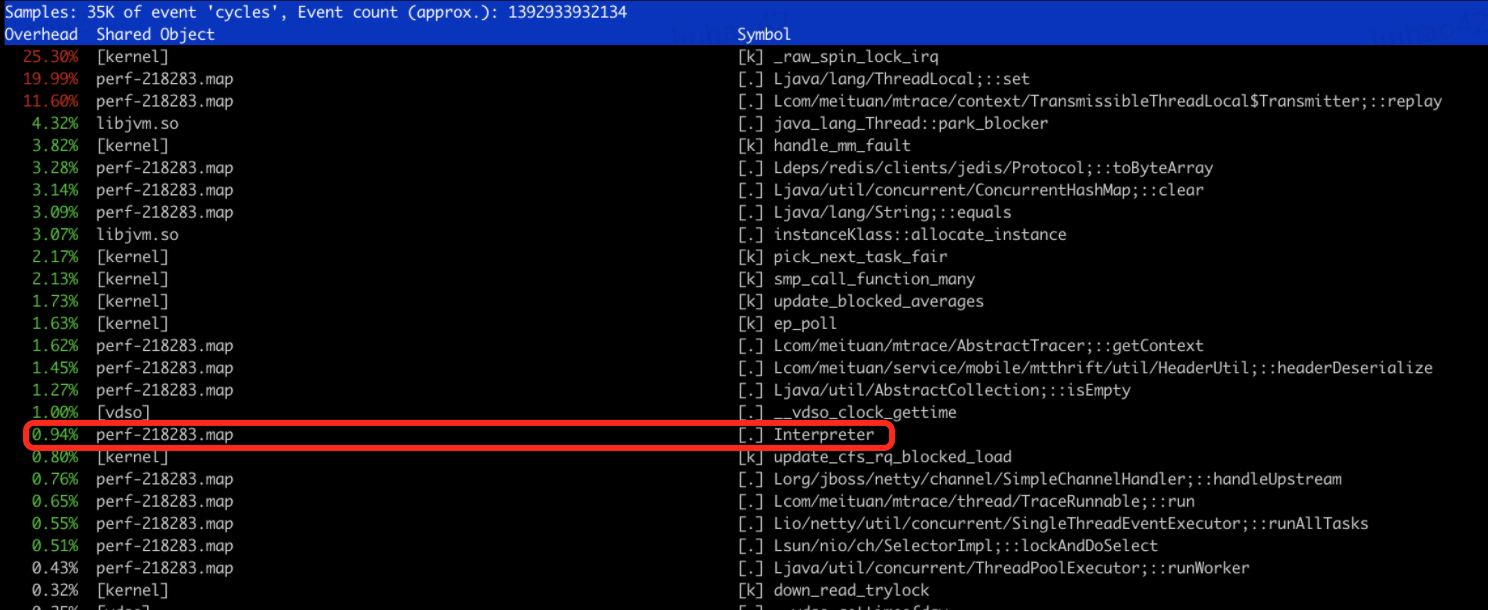 Samples: 35K of event 'cycles', Event count (approx.): 1392933932134
Overhead Shared Object Symbol
25.30% [kernel] [k] _raw_spin_lock_irq
19.99% perf-218283.map [.] Ljava/lang/ThreadLocal;::set
11.60% perf-218283.map [.] Lcom/meituan/mtrace/context/TransmissibleThreadLocal$Transmitter;::replay
4.32% libjvm.so [.] java_lang_Thread::park_blocker
3.82% [kernel] [k] handle_mm_fault
3.28% perf-218283.map [.] Ldeps/redis/clients/jedis/Protocol;::toByteArray
3.14% perf-218283.map [.] Ljava/util/concurrent/ConcurrentHashMap;::clear
3.09% perf-218283.map [.] Ljava/lang/String;::equals
3.07% libjvm.so [.] instanceKlass::allocate_instance
2.17% [kernel] [k] pick_next_task_fair
2.13% [kernel] [k] smp_call_function_many
1.73% [kernel] [k] update_blocked_averages
1.63% [kernel] [k] ep_poll
1.62% perf-218283.map [.] Lcom/meituan/mtrace/AbstractTracer;::getContext
1.45% perf-218283.map [.] Lcom/meituan/service/mobile/mtthrift/util/HeaderUtil;::headerDeserialize
1.27% perf-218283.map [.] Ljava/util/AbstractCollection;::isEmpty
1.00% [vdso] [.] __vdso_clock_gettime
0.94% perf-218283.map [.] Interpreter
0.80% [kernel] [k] update_cfs_rq_blocked_load
0.76% perf-218283.map [.] Lorg/jboss/netty/channel/SimpleChannelHandler;::handleUpstream
0.65% perf-218283.map [.] Lcom/meituan/mtrace/thread/TraceRunnable;::run
0.55% perf-218283.map [.] Lio/netty/util/concurrent/SingleThreadEventExecutor;::runAllTasks
0.51% perf-218283.map [.] Lsun/nio/ch/SelectorImpl;::lockAndDoSelect
0.43% perf-218283.map [.] Ljava/util/concurrent/ThreadPoolExecutor;::runWorker
0.32% [kernel] [k] down_read_trylock